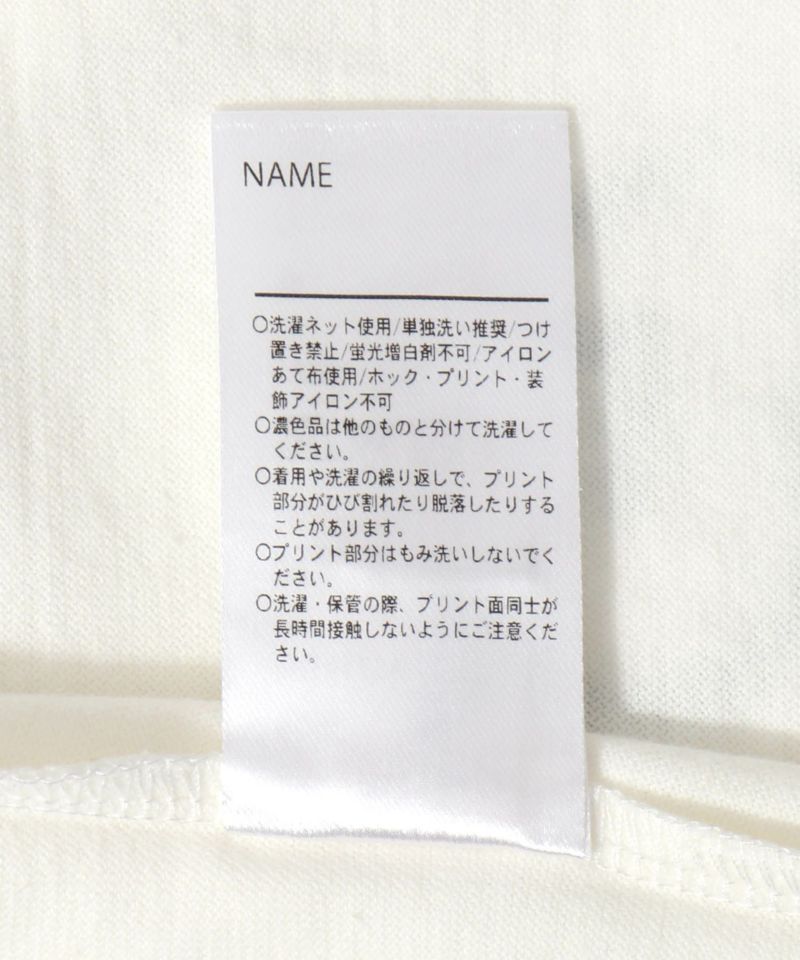 NAME
〇洗濯ネット使用/単独洗い推奨/つけ
置き禁止/蛍光増白剤不可/アイロン
あて布使用/ホック・プリント・装
飾アイロン不可
〇濃色品は他のものと分けて洗濯して
ください。
〇着用や洗濯の繰り返しで、プリント
部分がひび割れたり脱落したりする
ことがあります。
〇プリント部分はもみ洗いしないでく
ださい。
〇洗濯・保管の際、プリント面同士が
長時間接触しないようにご注意くだ
さい。